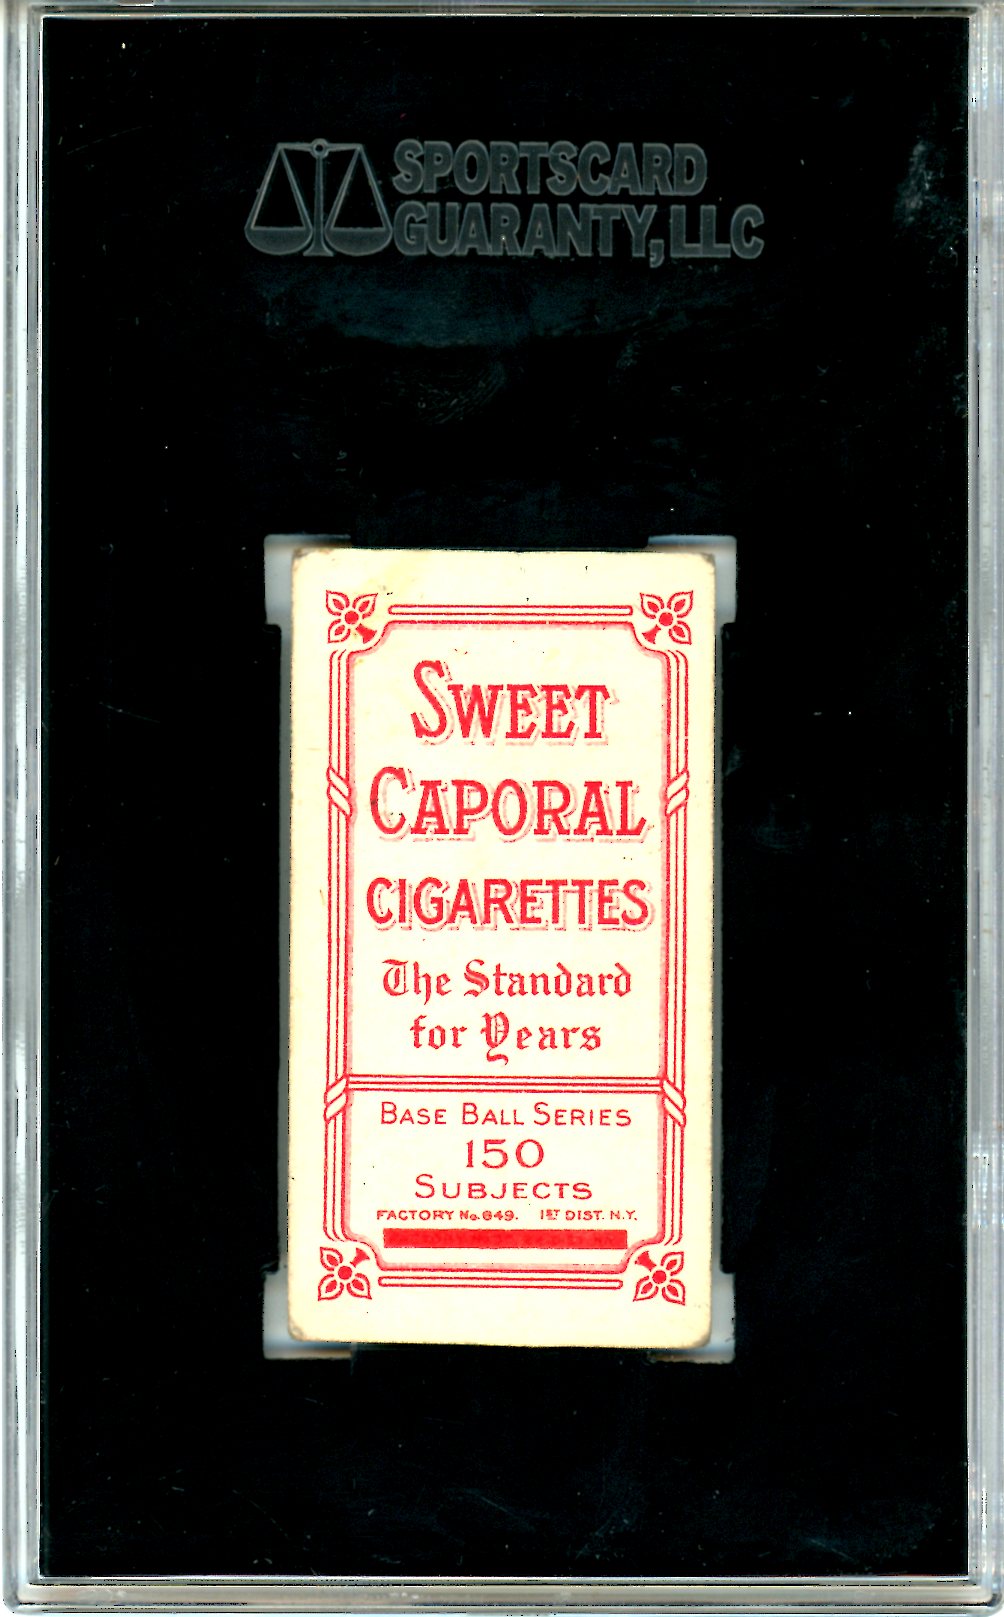 SPORTSCARD
GUARANTY, LLC
SWEET
CAPORAL
CIGARETTES
The Standard
for Years
BASE BALL SERIES
150
SUBJECTS
FACTORY No. 649. 1ST DIST. N.Y.